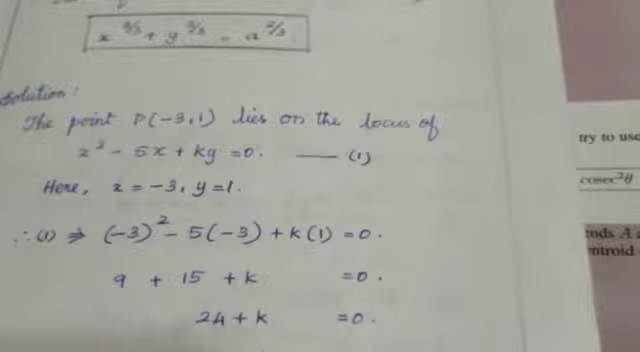 x^2/3 + y^2/3 = a^2/3
Solution:
The point P(-3,1) lies on the locus of
x² - 5x + ky = 0. —— (1)
Here, x = -3, y = 1.
∴ (1) ⇒ (-3)² - 5(-3) + k(1) = 0.
9 + 15 + k = 0.
24 + k = 0.
try to use
cosec²θ
ends A
entroid